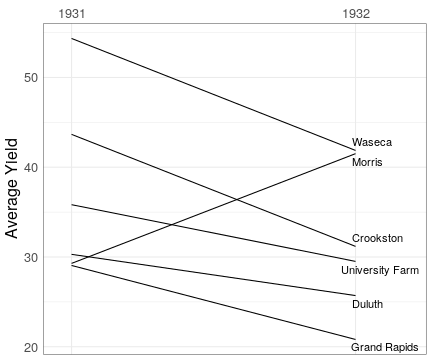 1931 1932
50
40
30
20
Average Yield
Waseca
Morris
Crookston
University Farm
Duluth
Grand Rapids